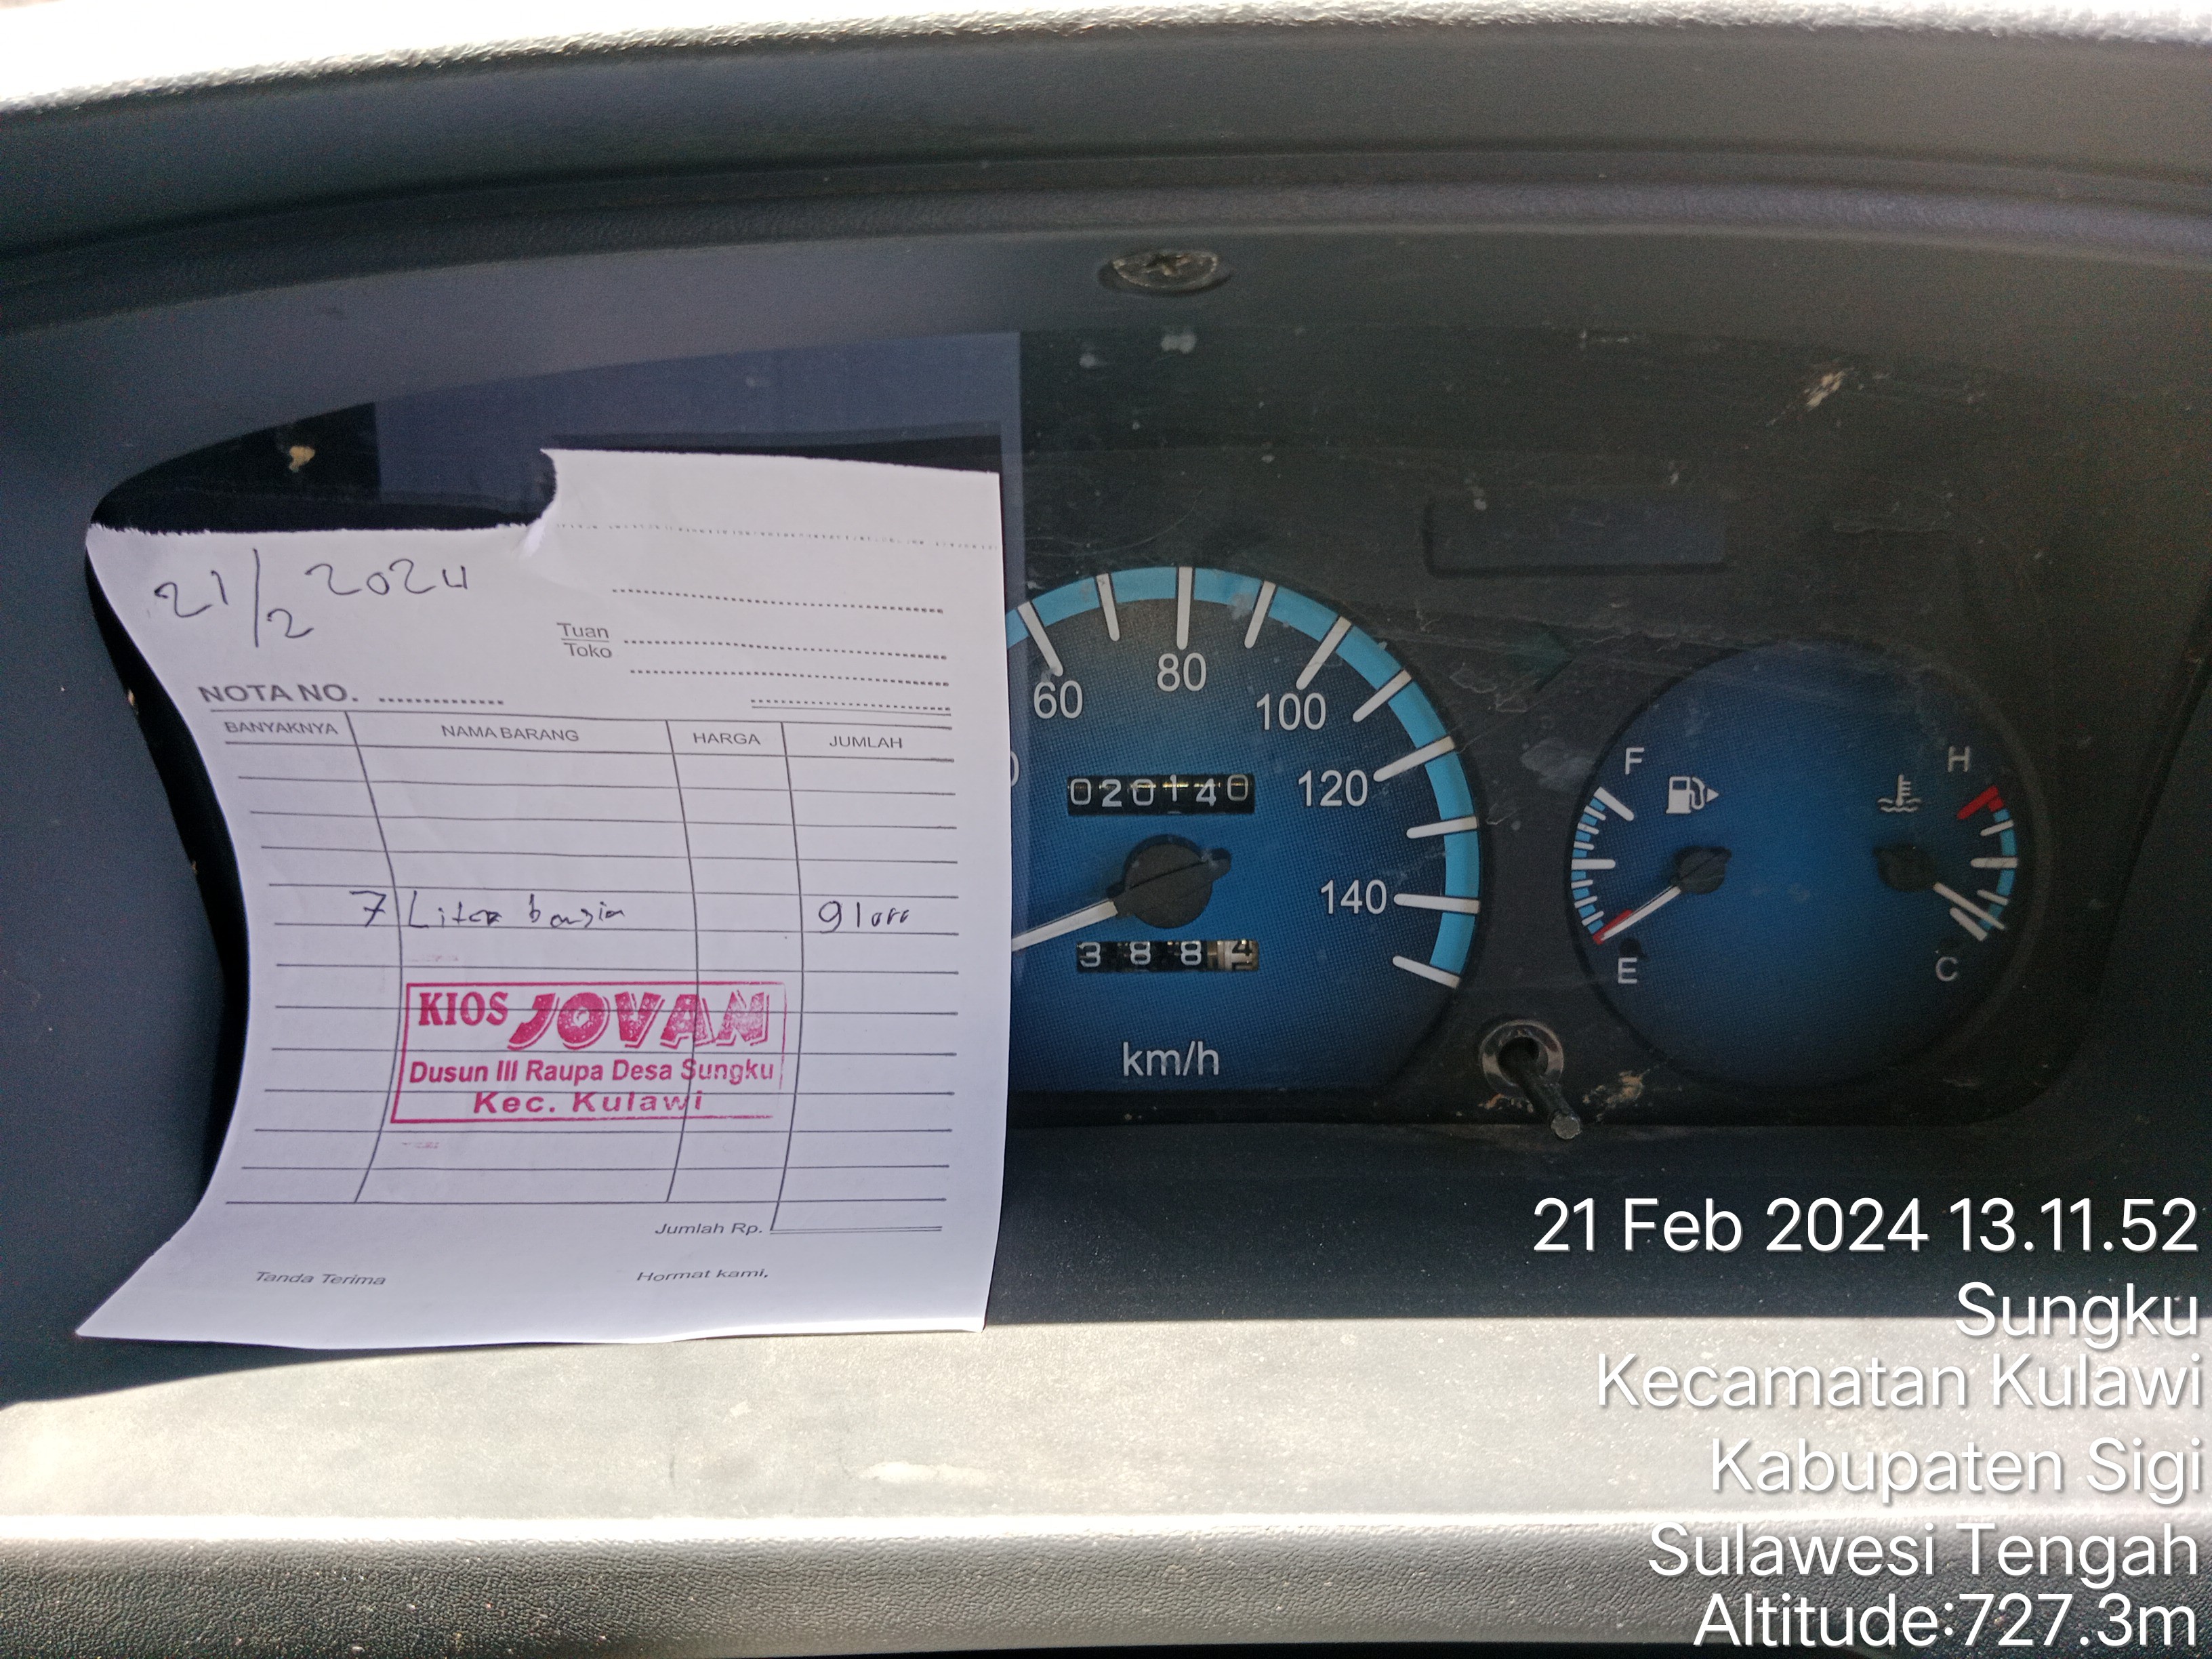 21/2 2024
Tuan
Toko
NOTA NO.
BANYAKNYA NAMA BARANG HARGA JUMLAH
7 Liter bensin 91000
KIOS JOVAN
Dusun III Raupa Desa Sungku
Kec. Kulawi
Jumlah Rp.
Tanda Terima Hormat kami,
60 80 100 120 140
020140
388
km/h
F E
H C
21 Feb 2024 13.11.52
Sungku
Kecamatan Kulawi
Kabupaten Sigi
Sulawesi Tengah
Altitude:727.3m